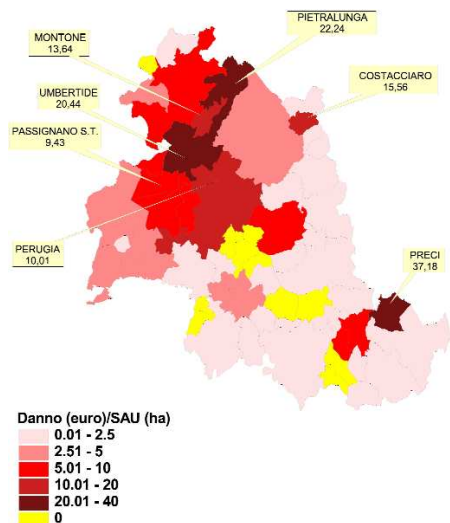 PIETRALUNGA
22,24
MONTONE
13,64
COSTACCIARO
15,56
UMBERTIDE
20,44
PASSIGNANO S.T.
9,43
PERUGIA
10,01
PRECI
37,18
Danno (euro)/SAU (ha)
0.01 - 2.5
2.51 - 5
5.01 - 10
10.01 - 20
20.01 - 40
0